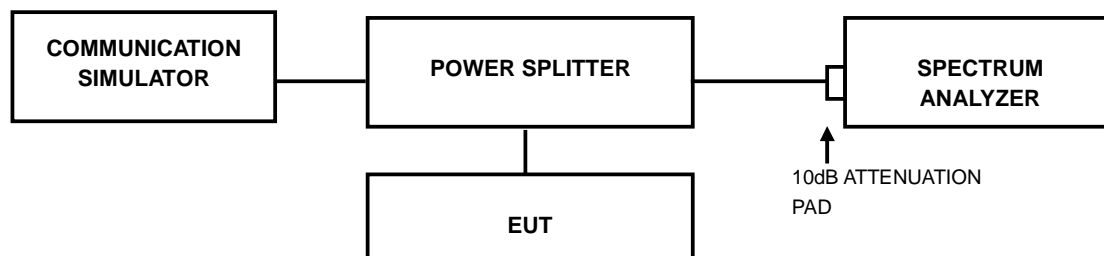 COMMUNICATION
SIMULATOR
POWER SPLITTER
SPECTRUM
ANALYZER
10dB ATTENUATION
PAD
EUT